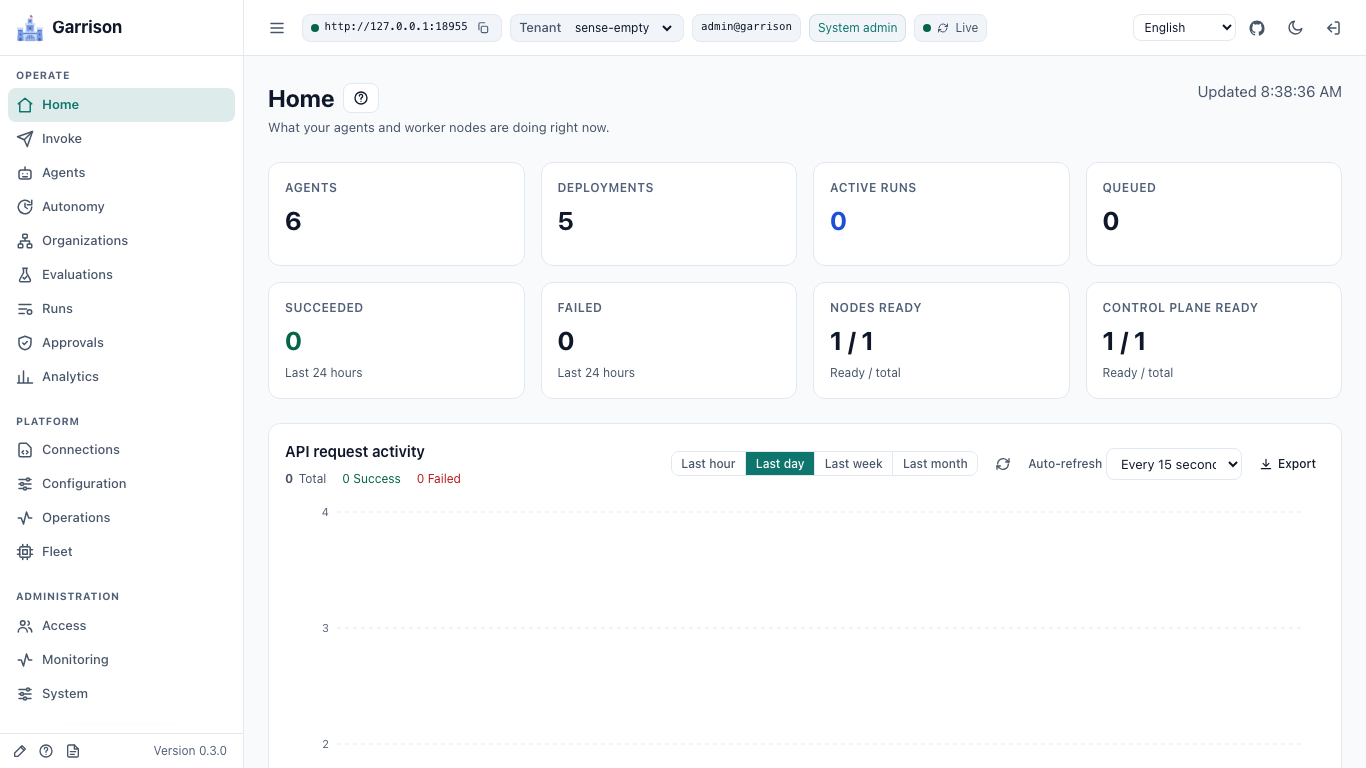 Garrison
http://127.0.0.1:18955
Tenant sense-empty
admin@garrison
System admin
Live
English
OPERATE
Home
Invoke
Agents
Autonomy
Organizations
Evaluations
Runs
Approvals
Analytics
PLATFORM
Connections
Configuration
Operations
Fleet
ADMINISTRATION
Access
Monitoring
System
Version 0.3.0
Home
Updated 8:38:36 AM
What your agents and worker nodes are doing right now.
AGENTS
6
DEPLOYMENTS
5
ACTIVE RUNS
0
QUEUED
0
SUCCEEDED
0
Last 24 hours
FAILED
0
Last 24 hours
NODES READY
1 / 1
Ready / total
CONTROL PLANE READY
1 / 1
Ready / total
API request activity
0 Total 0 Success 0 Failed
Last hour Last day Last week Last month
Auto-refresh Every 15 second
Export
4
3
2